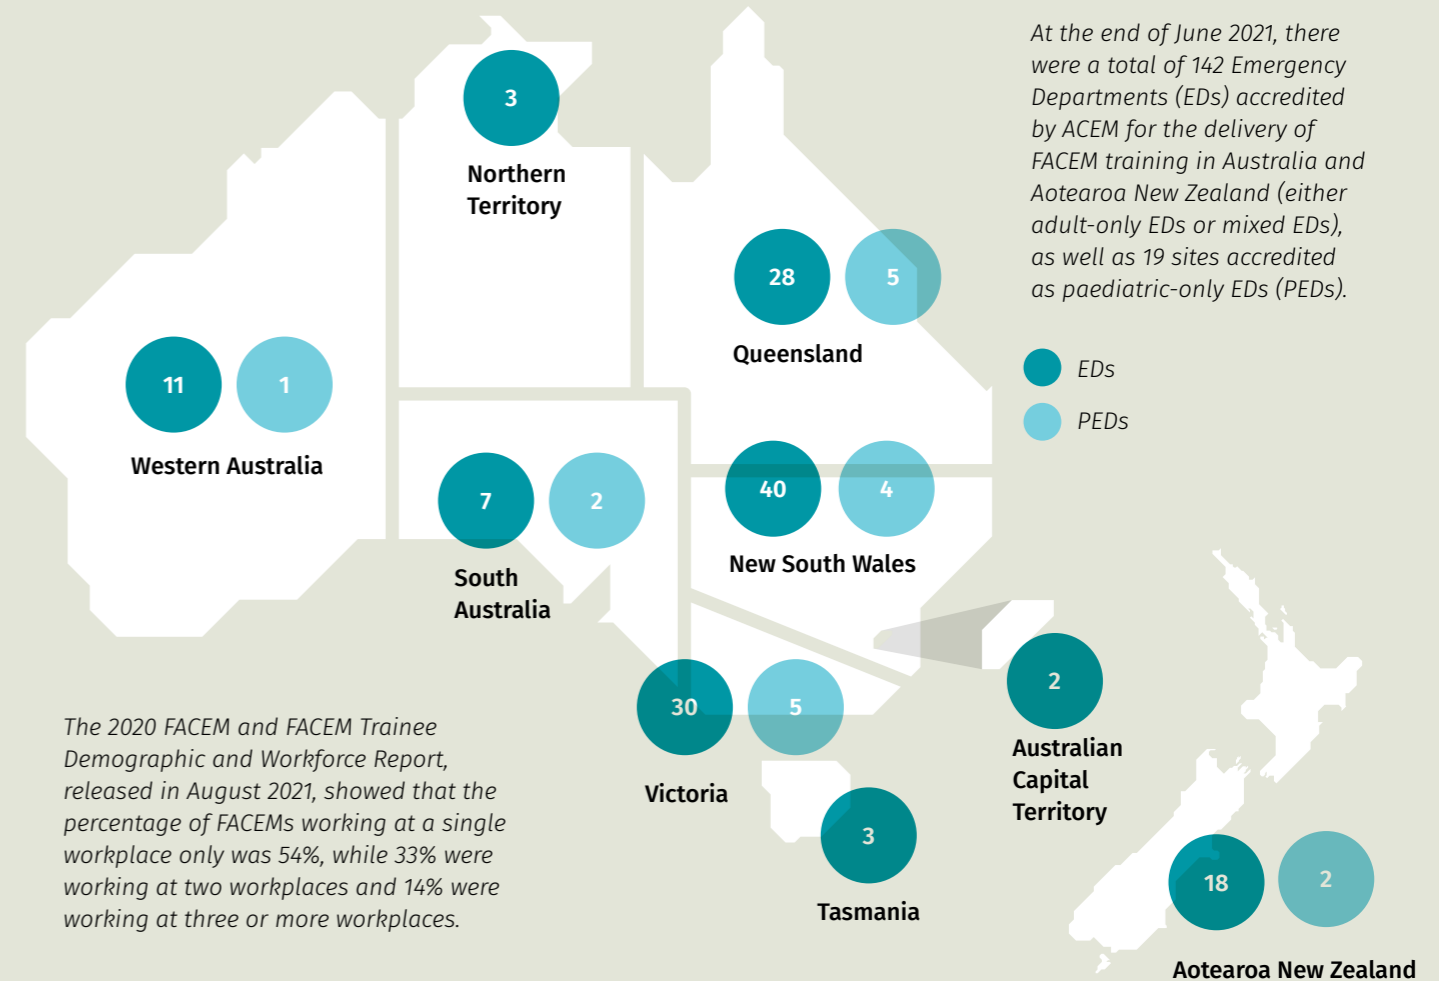 At the end of June 2021, there
were a total of 142 Emergency
Departments (EDs) accredited
by ACEM for the delivery of
FACEM training in Australia and
Aotearoa New Zealand (either
adult-only EDs or mixed EDs),
as well as 19 sites accredited
as paediatric-only EDs (PEDs).
EDs
PEDs
3
Northern
Territory
28
5
Queensland
11
1
Western Australia
7
2
South
Australia
40
4
New South Wales
30
5
Victoria
2
Australian
Capital
Territory
3
Tasmania
18
2
Aotearoa New Zealand
The 2020 FACEM and FACEM Trainee
Demographic and Workforce Report,
released in August 2021, showed that the
percentage of FACEMs working at a single
workplace only was 54%, while 33% were
working at two workplaces and 14% were
working at three or more workplaces.